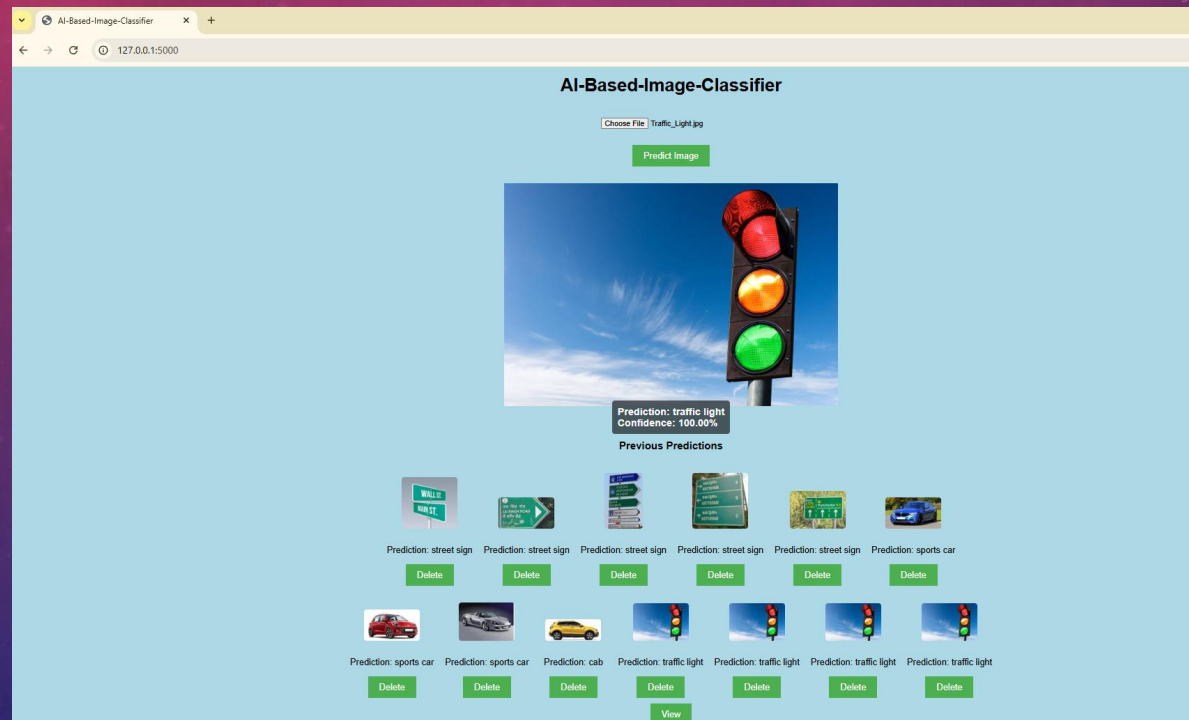 AI-Based-Image-Classifier
127.0.0.1:5000
AI-Based-Image-Classifier
Choose File Traffic_Light.jpg
Predict Image
Prediction: traffic light
Confidence: 100.00%
Previous Predictions
WALL ST.
MAIN ST.
Prediction: street sign Prediction: street sign Prediction: street sign Prediction: street sign Prediction: street sign Prediction: sports car
Delete Delete Delete Delete Delete Delete
Prediction: sports car Prediction: sports car Prediction: cab Prediction: traffic light Prediction: traffic light Prediction: traffic light Prediction: traffic light
Delete Delete Delete Delete Delete Delete Delete
View